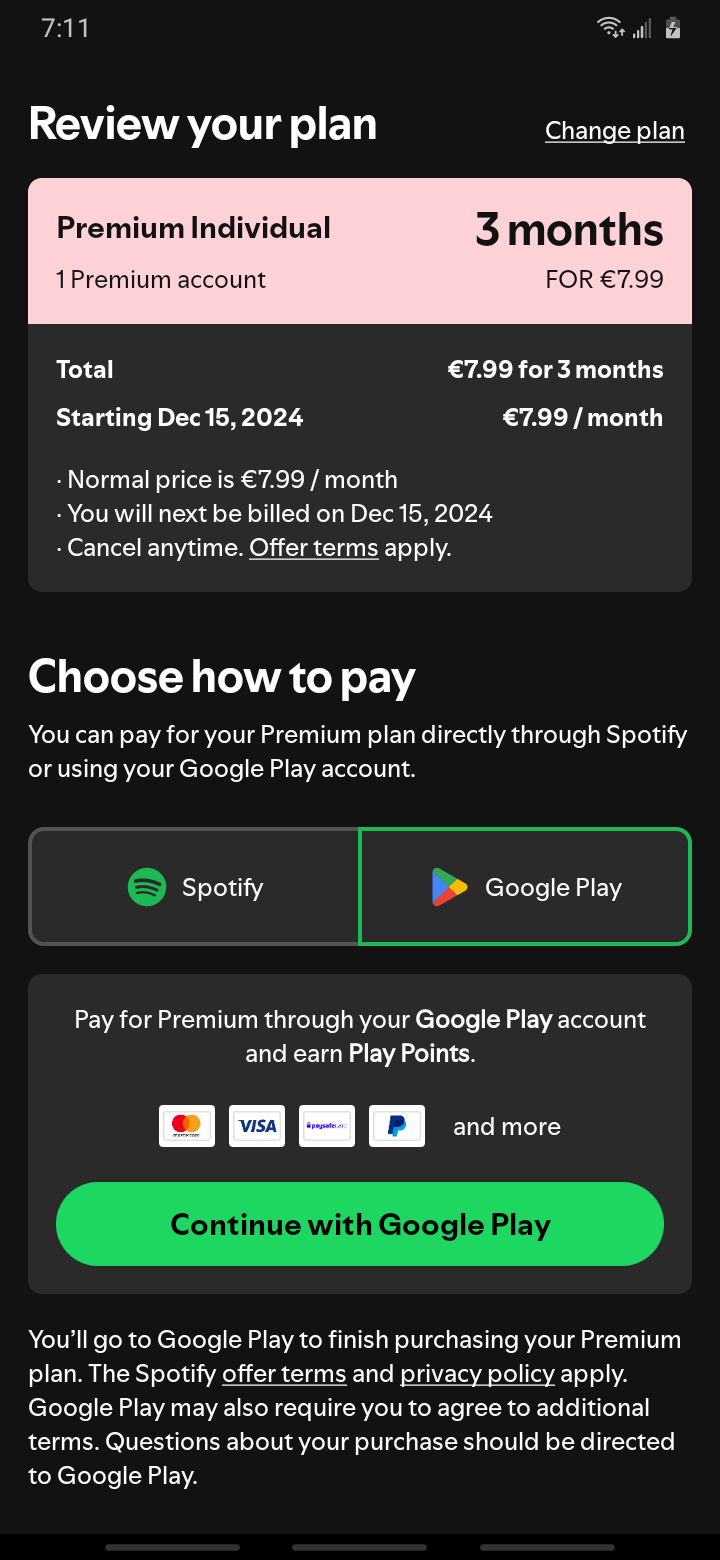 7:11
Review your plan
Change plan
Premium Individual
3 months
1 Premium account
FOR €7.99
Total
€7.99 for 3 months
Starting Dec 15, 2024
€7.99 / month
· Normal price is €7.99 / month
· You will next be billed on Dec 15, 2024
· Cancel anytime. Offer terms apply.
Choose how to pay
You can pay for your Premium plan directly through Spotify
or using your Google Play account.
Spotify
Google Play
Pay for Premium through your Google Play account
and earn Play Points.
mastercard
VISA
paysafecard
and more
Continue with Google Play
You’ll go to Google Play to finish purchasing your Premium
plan. The Spotify offer terms and privacy policy apply.
Google Play may also require you to agree to additional
terms. Questions about your purchase should be directed
to Google Play.